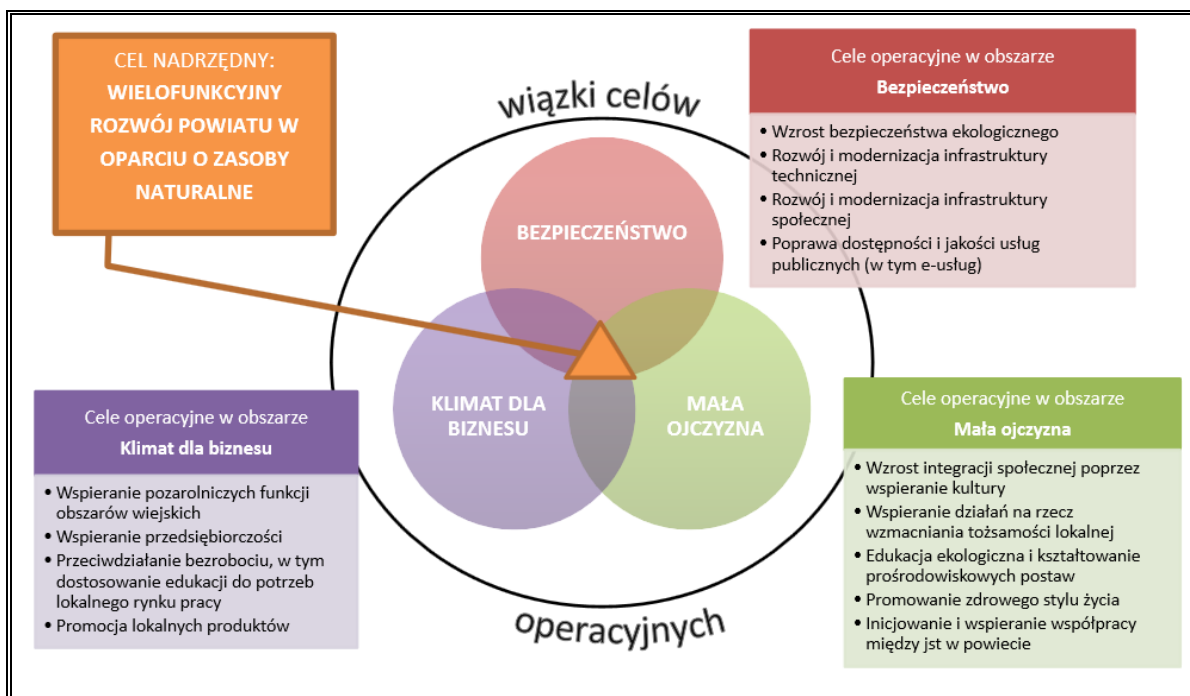 CEL NADRZĘDNY:
WIELOFUNKCYJNY
ROZWÓJ POWIATU W
OPARCIU O ZASOBY
NATURALNE
wiązki celów
Cele operacyjne w obszarze
Bezpieczeństwo
• Wzrost bezpieczeństwa ekologicznego
• Rozwój i modernizacja infrastruktury
technicznej
• Rozwój i modernizacja infrastruktury
społecznej
• Poprawa dostępności i jakości usług
publicznych (w tym e-usług)
BEZPIECZEŃSTWO
KLIMAT DLA
BIZNESU
MAŁA
OJCZYZNA
Cele operacyjne w obszarze
Klimat dla biznesu
• Wspieranie pozarolniczych funkcji
obszarów wiejskich
• Wspieranie przedsiębiorczości
• Przeciwdziałanie bezrobociu, w tym
dostosowanie edukacji do potrzeb
lokalnego rynku pracy
• Promocja lokalnych produktów
Cele operacyjne w obszarze
Mała ojczyzna
• Wzrost integracji społecznej poprzez
wspieranie kultury
• Wspieranie działań na rzecz
wzmacniania tożsamości lokalnej
• Edukacja ekologiczna i kształtowanie
prośrodowiskowych postaw
• Promowanie zdrowego stylu życia
• Inicjowanie i wspieranie współpracy
między jst w powiecie
operacyjnych